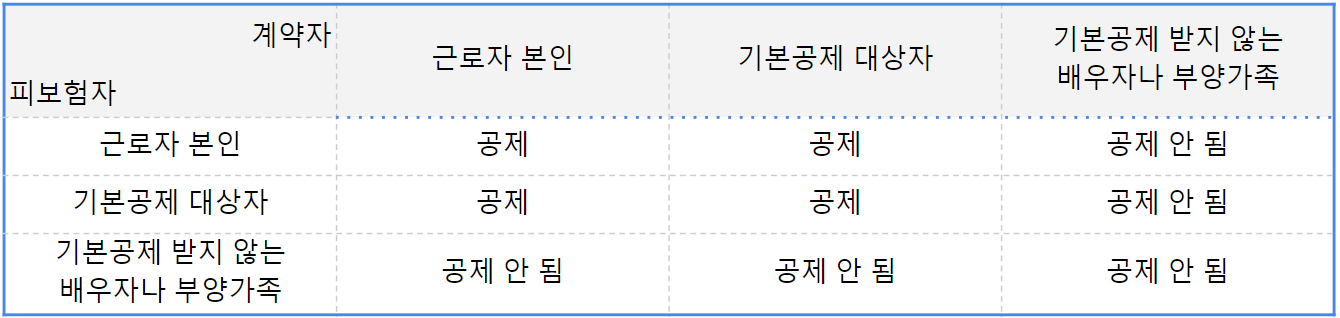 계약자
피보험자
근로자 본인
기본공제 대상자
기본공제 받지 않는
배우자나 부양가족
근로자 본인
공제
공제
공제 안 됨
기본공제 대상자
공제
공제
공제 안 됨
기본공제 받지 않는
배우자나 부양가족
공제 안 됨
공제 안 됨
공제 안 됨